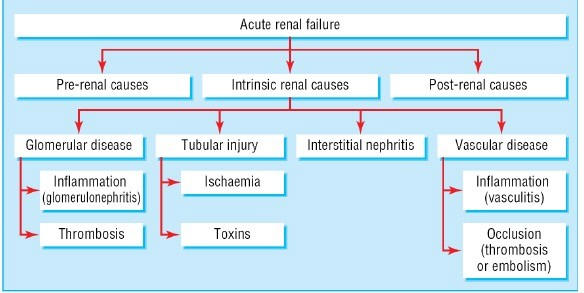 Acute renal failure
Pre-renal causes
Intrinsic renal causes
Post-renal causes
Glomerular disease
Tubular injury
Interstitial nephritis
Vascular disease
Inflammation
(glomerulonephritis)
Ischaemia
Inflammation
(vasculitis)
Thrombosis
Toxins
Occlusion
(thrombosis
or embolism)